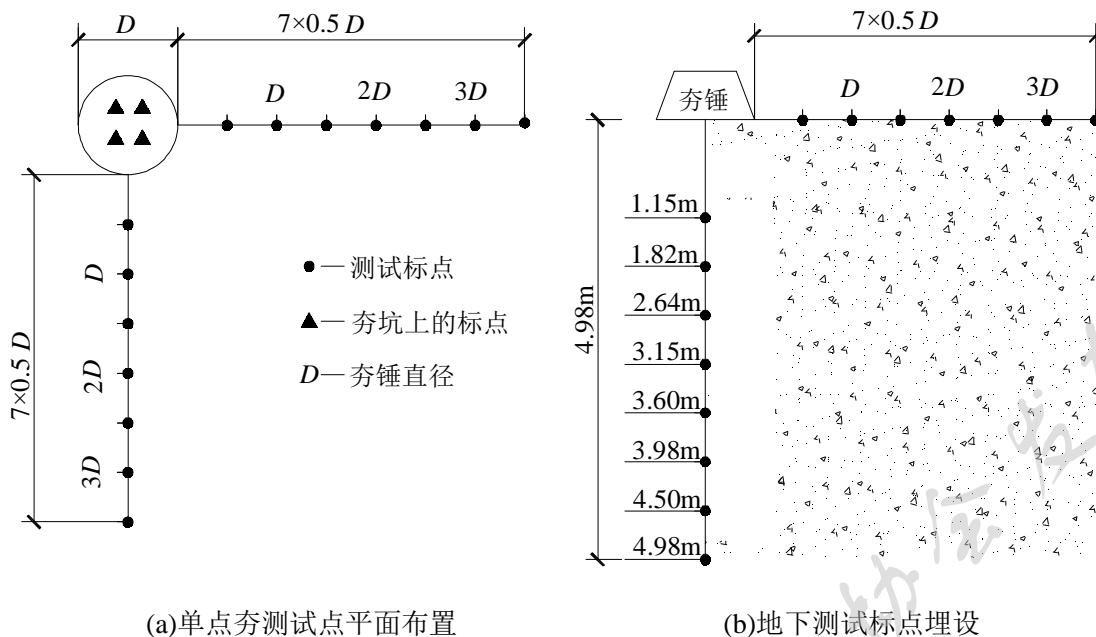 D
7×0.5 D
D
2D
3D
7×0.5 D
D
2D
3D
测试标点
夯坑上的标点
D—夯锤直径
(a)单点夯测试点平面布置
7×0.5 D
夯锤
D
2D
3D
4.98m
1.15m
1.82m
2.64m
3.15m
3.60m
3.98m
4.50m
4.98m
(b)地下测试标点埋设